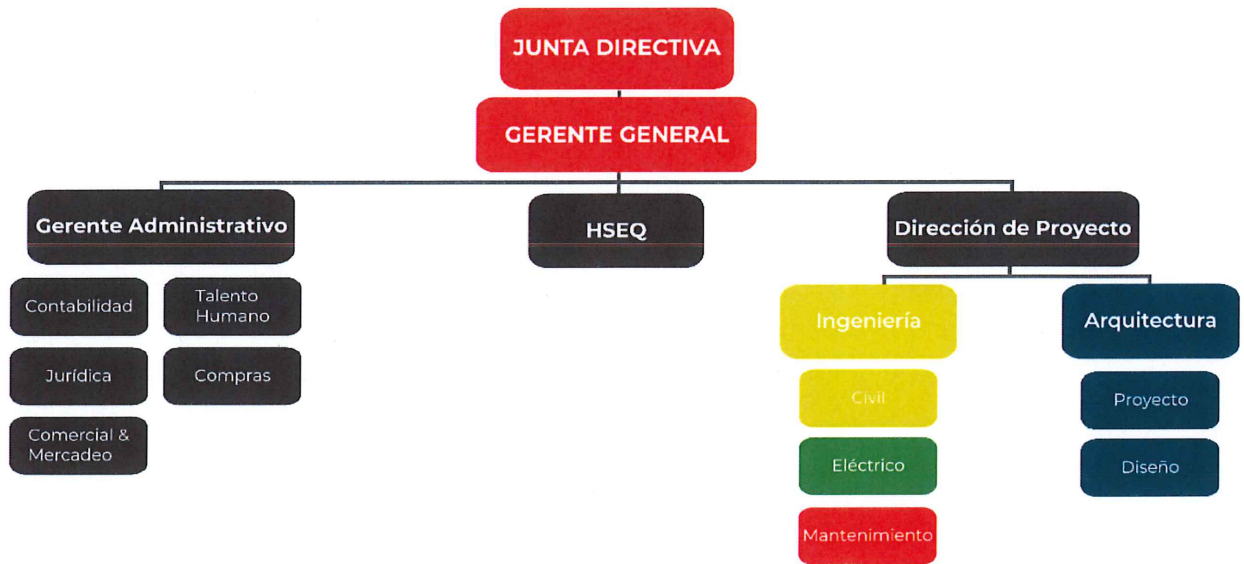 JUNTA DIRECTIVA
GERENTE GENERAL
Gerente Administrativo
HSEQ
Dirección de Proyecto
Contabilidad
Talento
Humano
Jurídica
Compras
Comercial &
Mercadeo
Ingeniería
Arquitectura
Civil
Proyecto
Eléctrico
Diseño
Mantenimiento